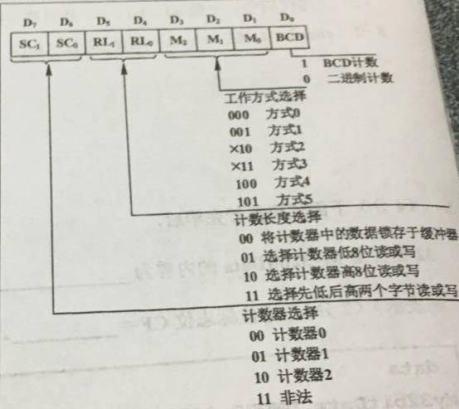 D₇ D₆ D₅ D₄ D₃ D₂ D₁ D₀
SC₁ SC₀ RL₁ RL₀ M₂ M₁ M₀ BCD
1 BCD计数
0 二进制计数
工作方式选择
000 方式0
001 方式1
×10 方式2
×11 方式3
100 方式4
101 方式5
计数长度选择
00 将计数器中的数据锁存于缓冲器
01 选择计数器低8位读或写
10 选择计数器高8位读或写
11 选择先低后高两个字节读或写
计数器选择
00 计数器0
01 计数器1
10 计数器2
11 非法